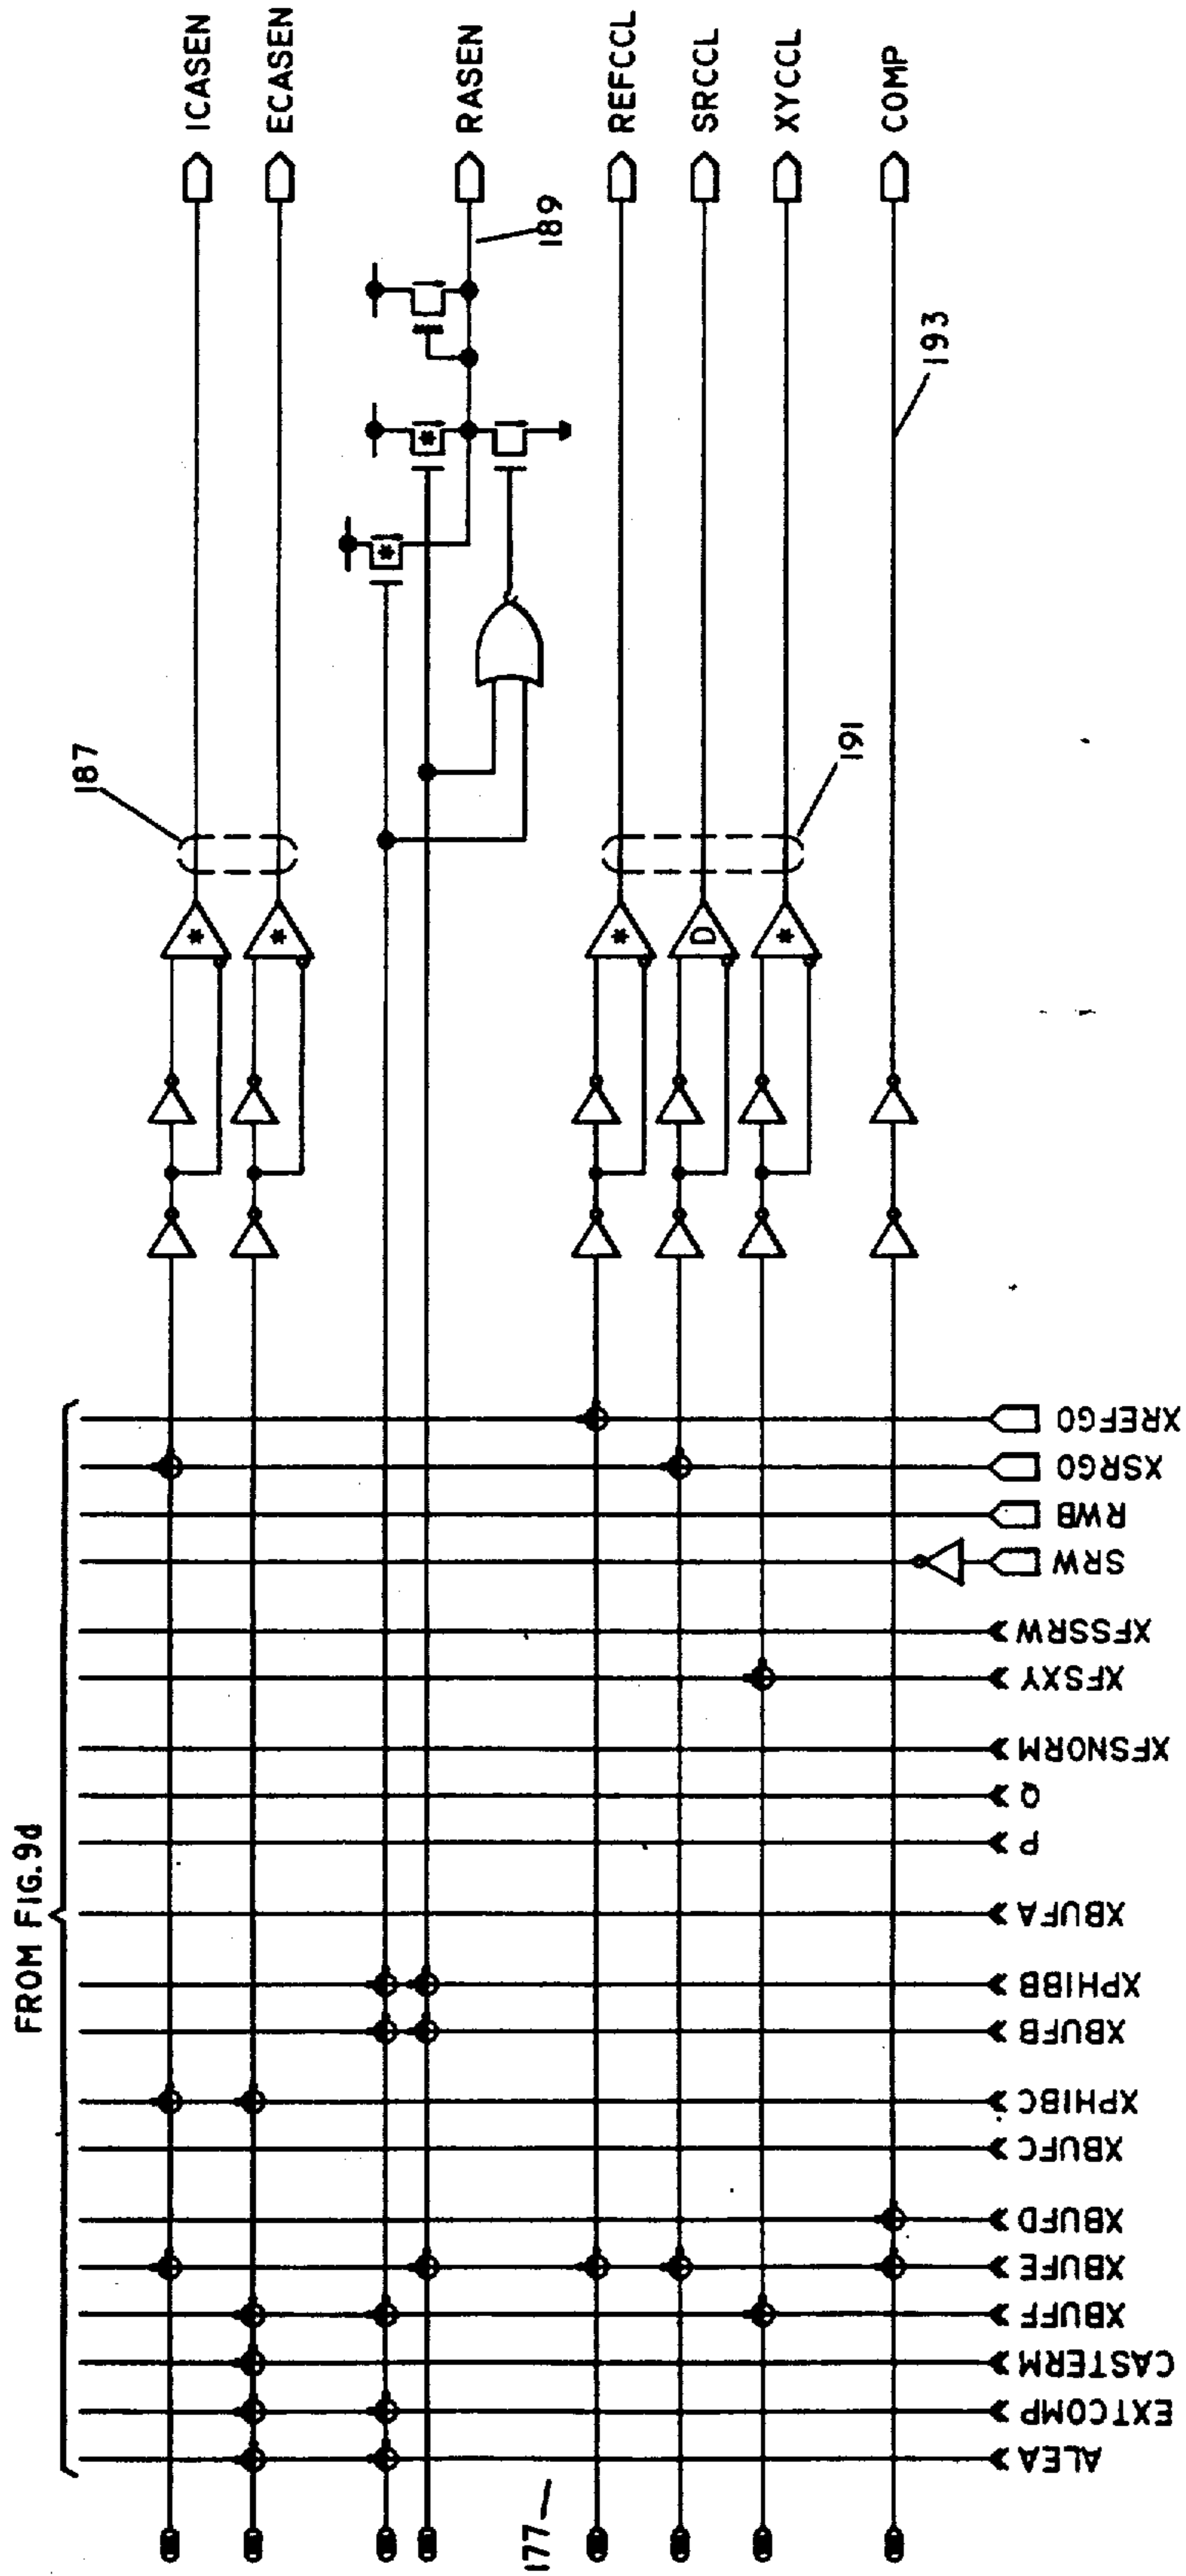 FROM FIG.9d
187
189
191
193
177
ICASEN
ECASEN
RASEN
REFCCL
SRCCL
XYCCL
COMP
*
*
*
*
*
D
*
XREFGO
XSRGO
RWB
SRW
XFSSRW
XFSXY
XFSNORM
Q
P
XBUFA
XPHIBB
XBUFB
XPHIBC
XBUFC
XBUFD
XBUFE
XBUFF
CASTERM
EXTCOMP
ALEA